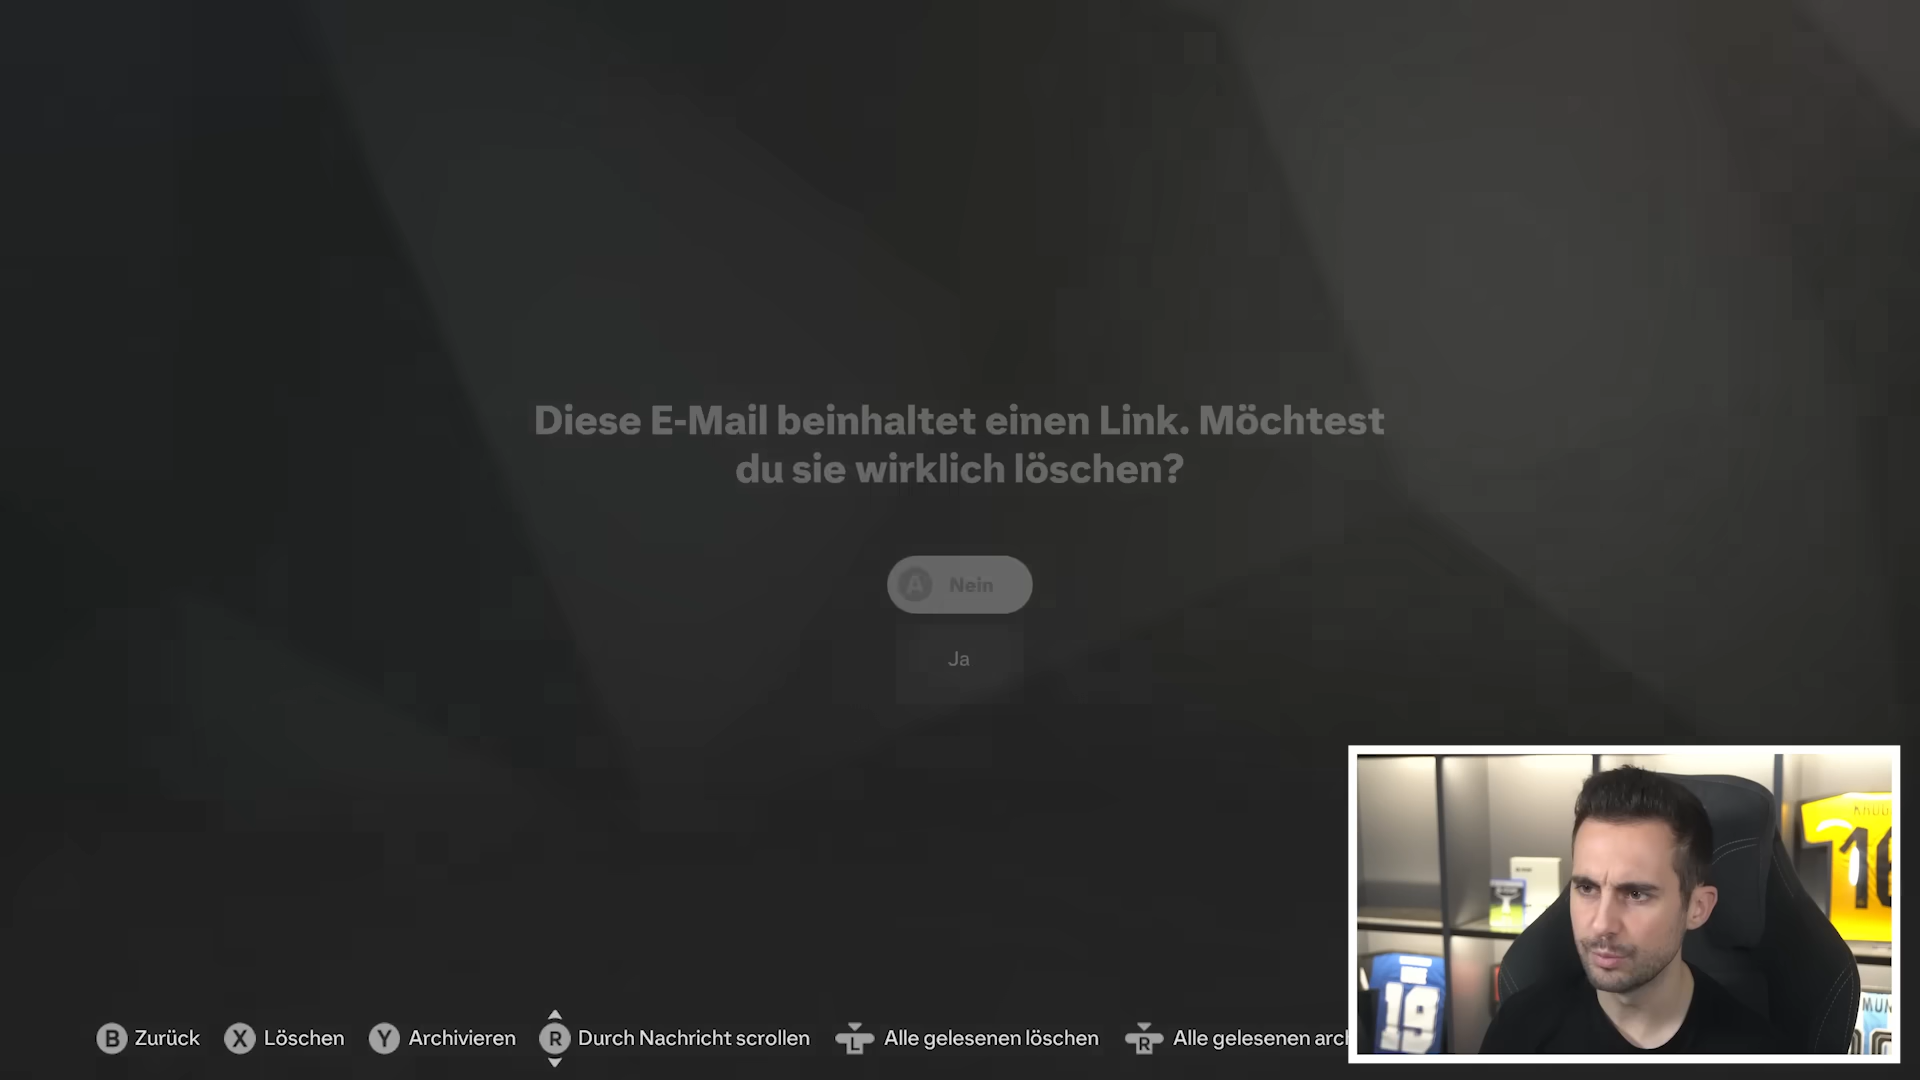 Diese E-Mail beinhaltet einen Link. Möchtest
du sie wirklich löschen?
A Nein
Ja
B Zurück X Löschen Y Archivieren R Durch Nachricht scrollen L Alle gelesenen löschen R Alle gelesenen arc
19